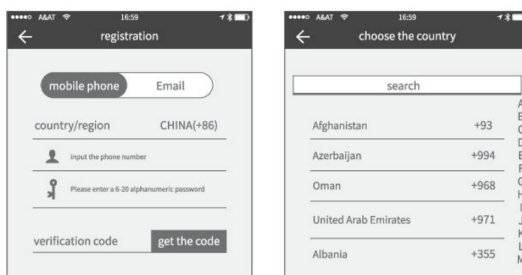 A&AT 16:59
registration
mobile phone Email
country/region CHINA(+86)
input the phone number
Please enter a 6-20 alphanumeric password
verification code get the code
A&AT 16:59
choose the country
search
Afghanistan +93
Azerbaijan +994
Oman +968
United Arab Emirates +971
Albania +355